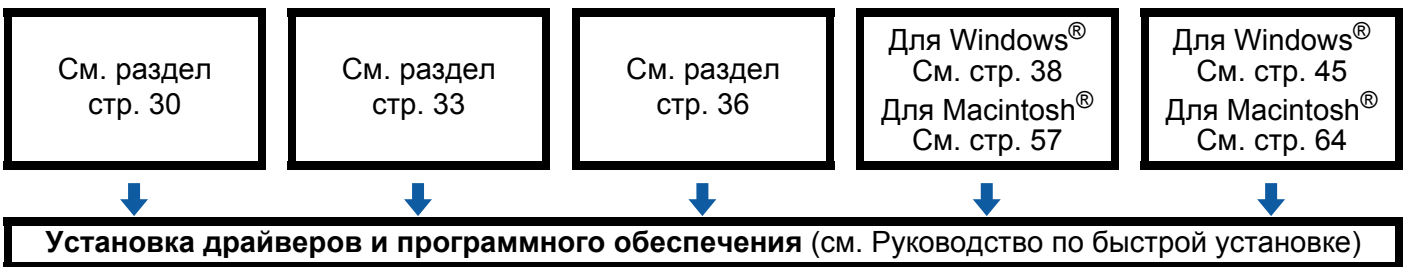 См. раздел
стр. 30
См. раздел
стр. 33
См. раздел
стр. 36
Для Windows®
См. стр. 38
Для Macintosh®
См. стр. 57
Для Windows®
См. стр. 45
Для Macintosh®
См. стр. 64
Установка драйверов и программного обеспечения (см. Руководство по быстрой установке)